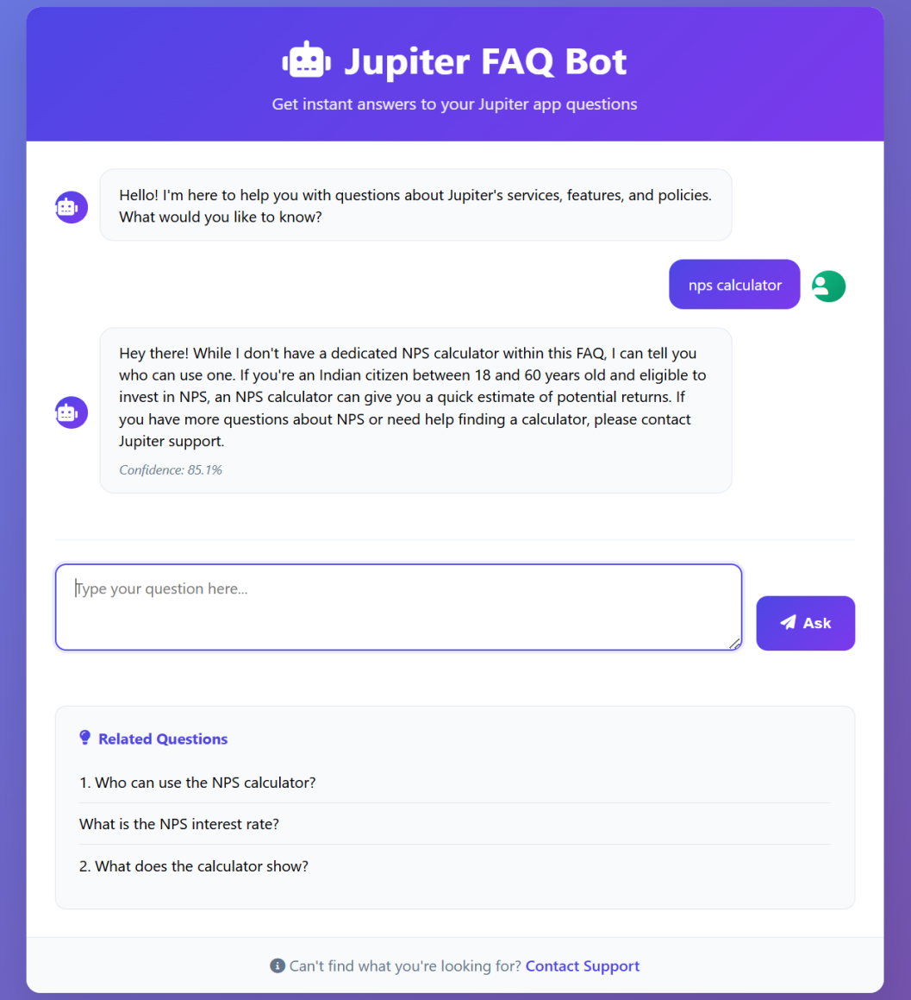 Jupiter FAQ Bot
Get instant answers to your Jupiter app questions
Hello! I'm here to help you with questions about Jupiter's services, features, and policies.
What would you like to know?
nps calculator
Hey there! While I don't have a dedicated NPS calculator within this FAQ, I can tell you
who can use one. If you're an Indian citizen between 18 and 60 years old and eligible to
invest in NPS, an NPS calculator can give you a quick estimate of potential returns. If
you have more questions about NPS or need help finding a calculator, please contact
Jupiter support.
Confidence: 85.1%
Type your question here...
Ask
Related Questions
1. Who can use the NPS calculator?
What is the NPS interest rate?
2. What does the calculator show?
Can't find what you're looking for? Contact Support